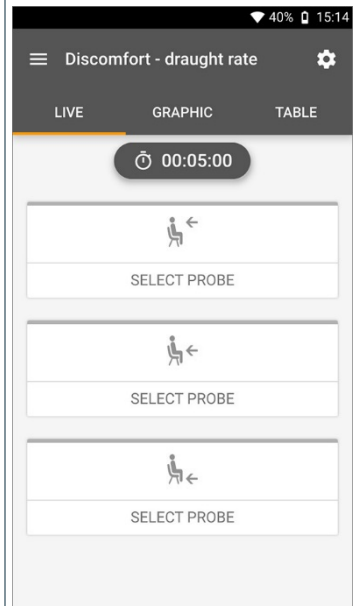 40% 15:14
Discomfort - draught rate
LIVE GRAPHIC TABLE
00:05:00
SELECT PROBE
SELECT PROBE
SELECT PROBE